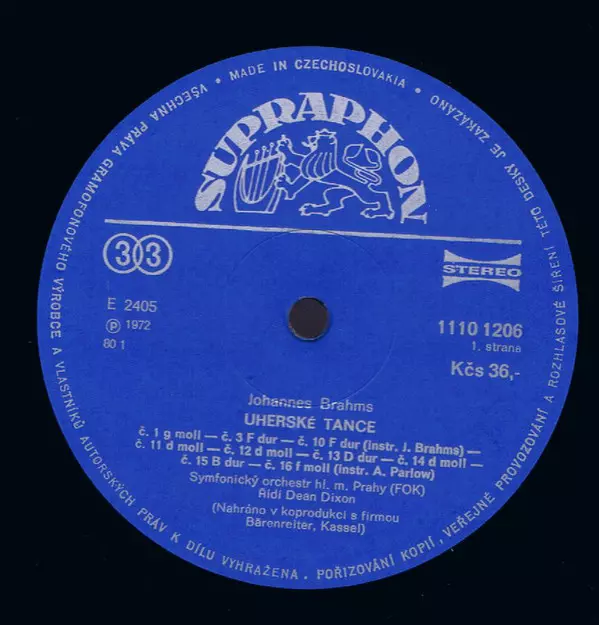 VŠECHNA PRÁVA GRAMOFONOVÉHO VÝROBCE A VLASTNÍKŮ AUTORSKÝCH PRÁV K DÍLU VYHRAŽENA . POŘIZOVÁNÍ KOPIÍ, VEŘEJNÉ PROVOZOVÁNÍ A ROZHLASOVÉ ŠÍŘENÍ TÉTO DESKY JE ZAKÁZÁNO
• MADE IN CZECHOSLOVAKIA •
SUPRAPHON
33
STEREO
E 2405
Ⓟ 1972
80 1
1110 1206
1. strana
Kčs 36,-
Johannes Brahms
UHERSKÉ TANCE
č. 1 g moll — č. 3 F dur — č. 10 F dur (instr. J. Brahms) —
č. 11 d moll — č. 12 d moll — č. 13 D dur — č. 14 d moll —
č. 15 B dur — č. 16 f moll (instr. A. Parlow)
Symfonický orchestr hl. m. Prahy (FOK)
Řídí Dean Dixon
(Nahráno v koprodukci s firmou
Bärenreiter, Kassel)